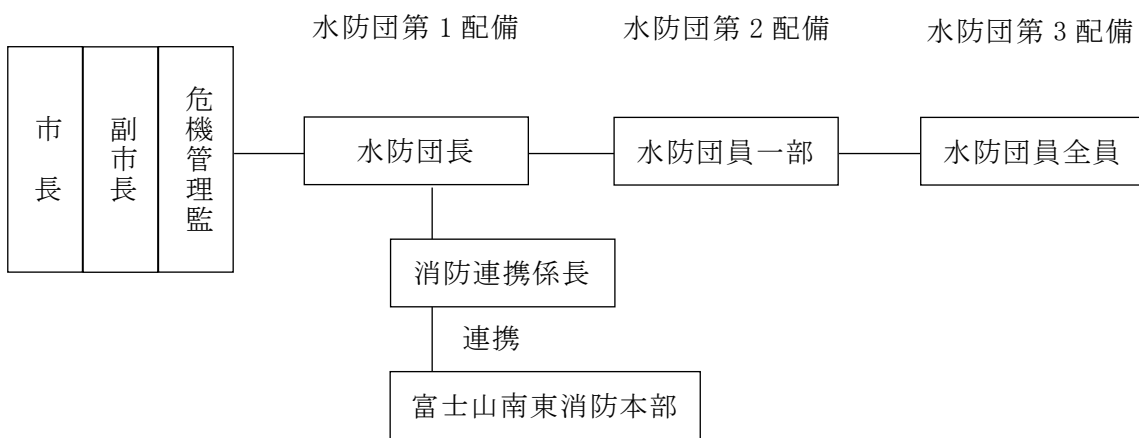 水防団第１配備
水防団第２配備
水防団第３配備
市長
副市長
危機管理監
水防団長
水防団員一部
水防団員全員
消防連携係長
連携
富士山南東消防本部